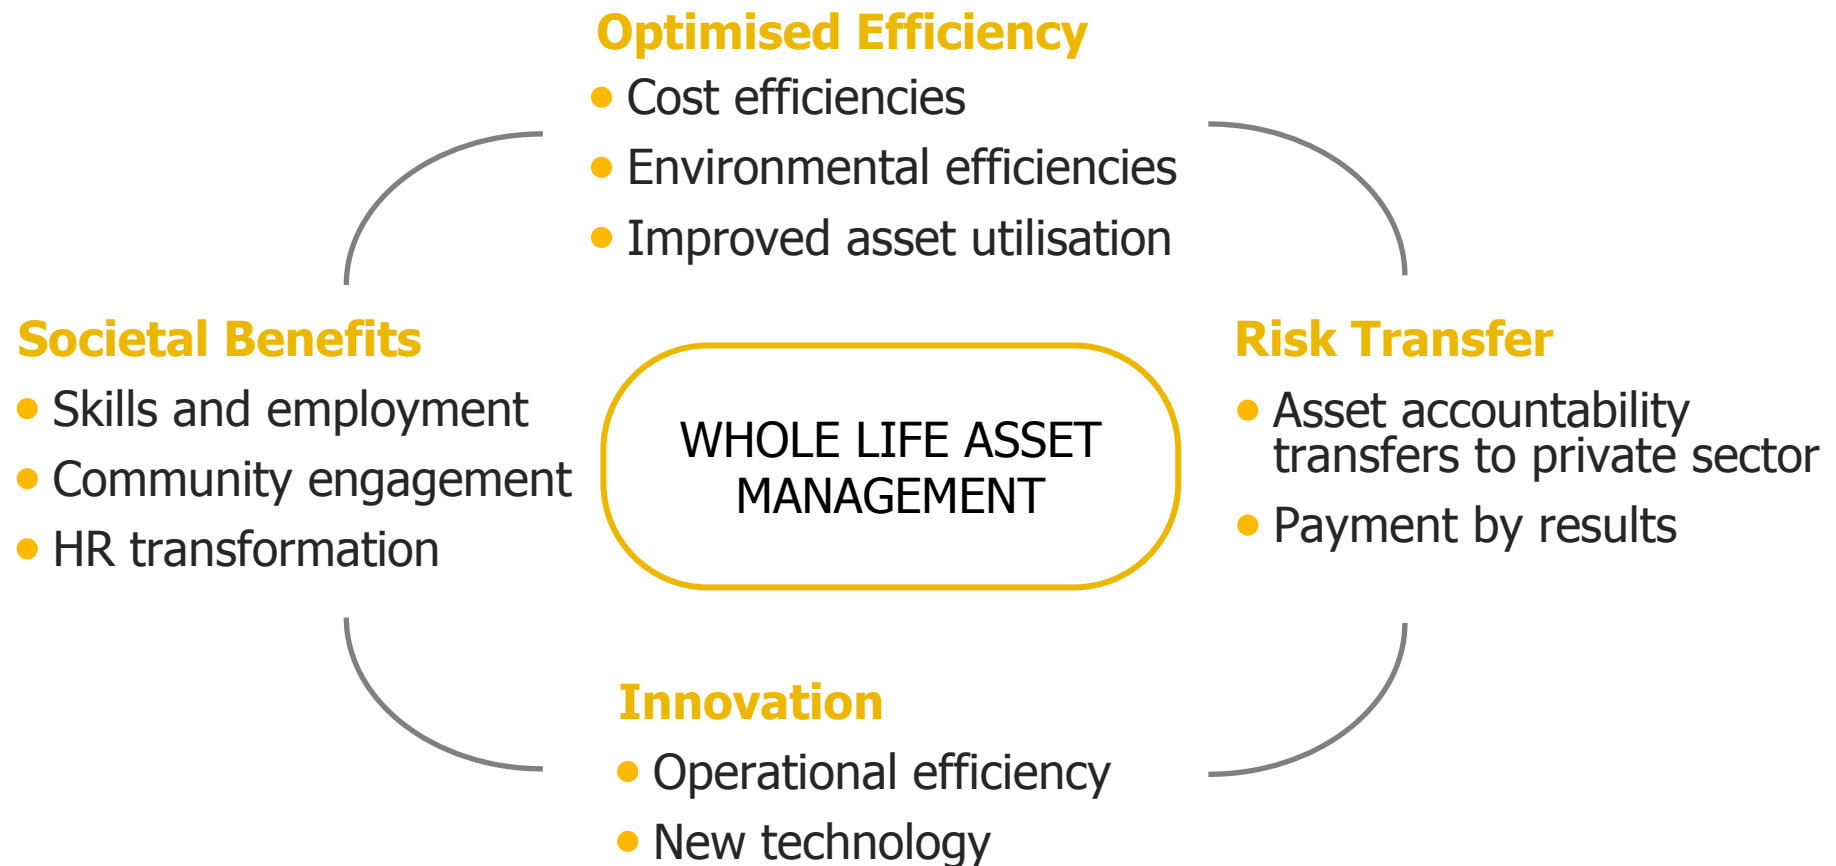 Optimised Efficiency
Cost efficiencies
Environmental efficiencies
Improved asset utilisation
Societal Benefits
Skills and employment
Community engagement
HR transformation
WHOLE LIFE ASSET
MANAGEMENT
Risk Transfer
Asset accountability
transfers to private sector
Payment by results
Innovation
Operational efficiency
New technology